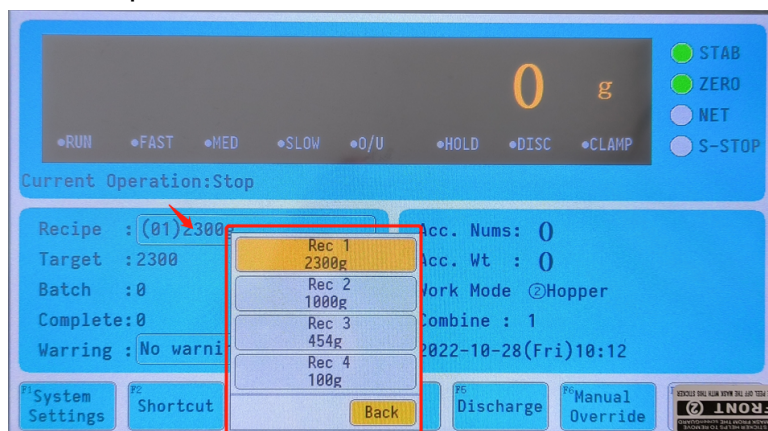 0 g
STAB
ZERO
NET
S-STOP
●RUN ●FAST ●MED ●SLOW ●O/U ●HOLD ●DISC ●CLAMP
Current Operation:Stop
Recipe :(01)2300g
Target :2300
Batch :0
Complete:0
Warring :No warni
Rec 1
2300g
Rec 2
1000g
Rec 3
454g
Rec 4
100g
Back
Acc. Nums: 0
Acc. Wt : 0
Work Mode ②Hopper
Combine : 1
2022-10-28(Fri)10:12
F1 System Settings
F2 Shortcut
F5 Discharge
F6 Manual Override
FRONT ②